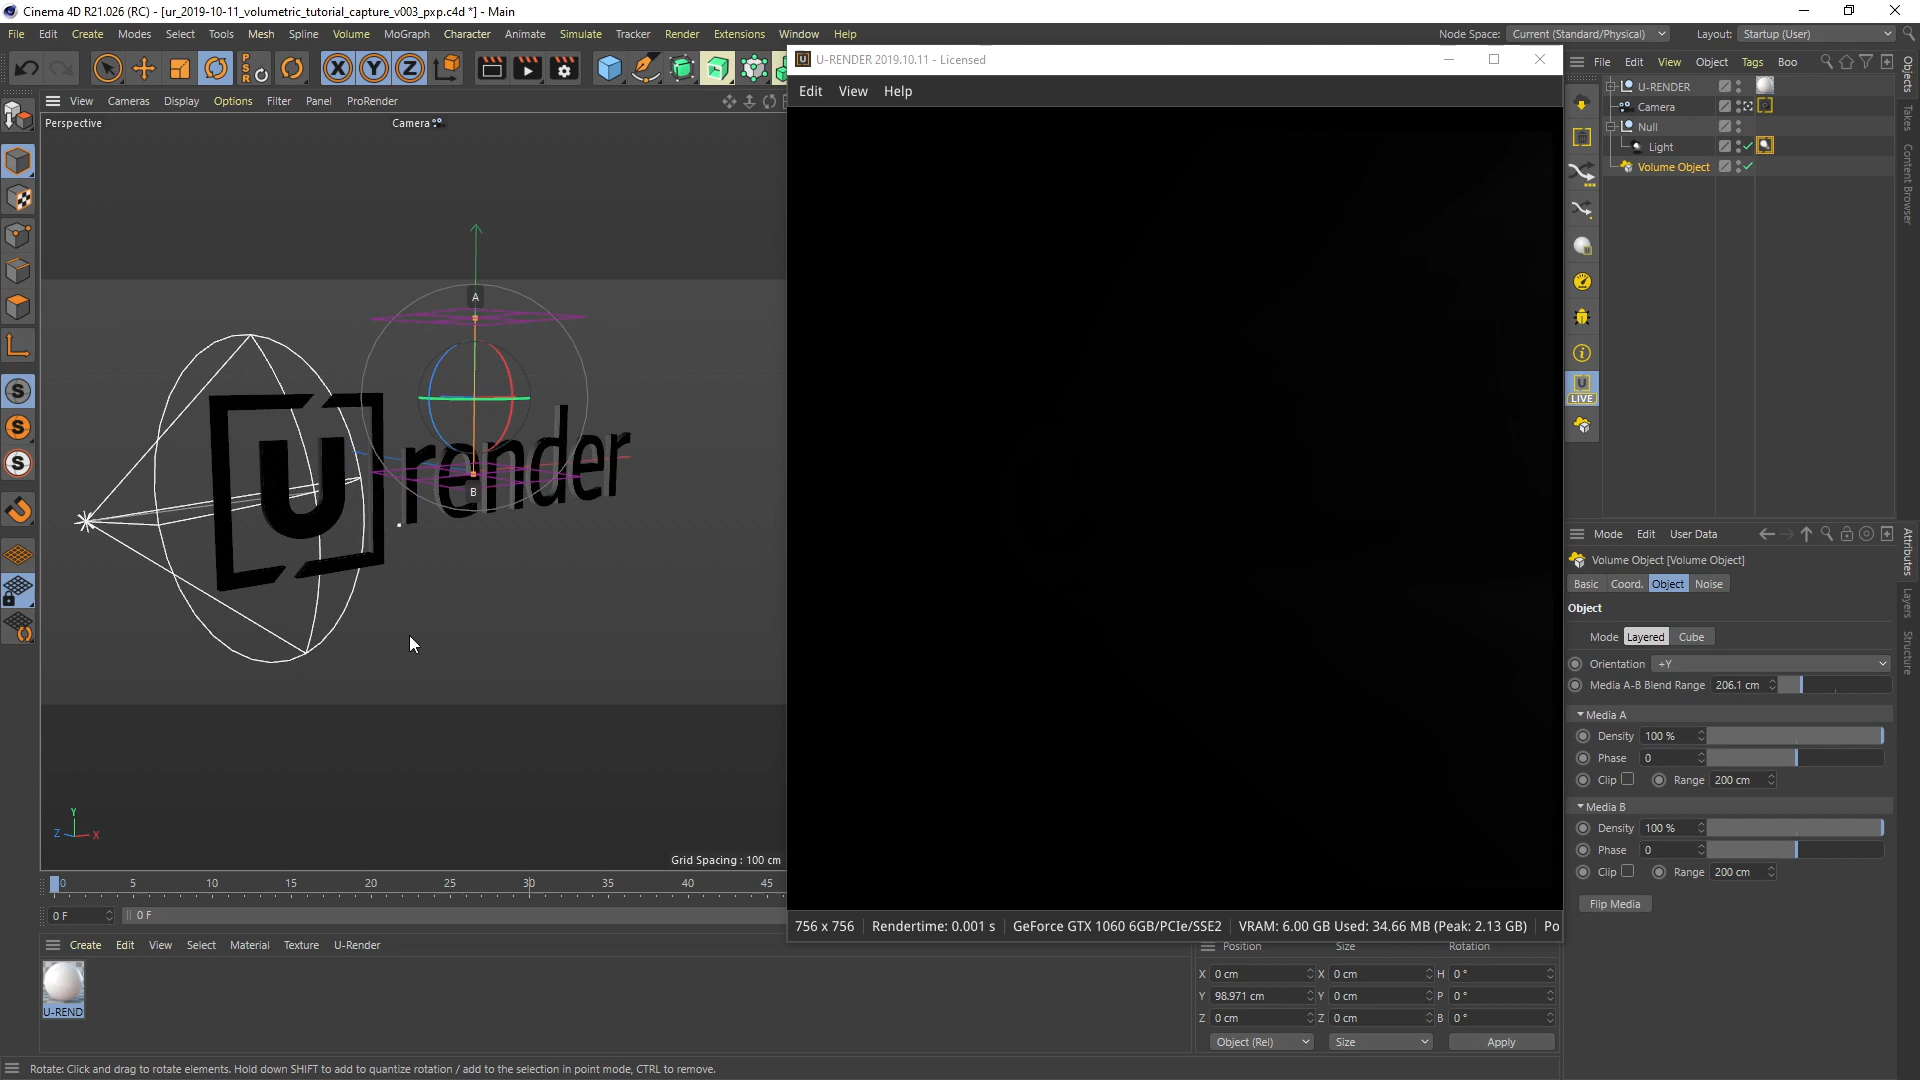 Cinema 4D R21.026 (RC) - [ur_2019-10-11_volumetric_tutorial_capture_v003_pxp.c4d *] - Main
File Edit Create Modes Select Tools Mesh Spline Volume MoGraph Character Animate Simulate Tracker Render Extensions Window Help
Node Space: Current (Standard/Physical) Layout: Startup (User)
P S R X Y Z
U-RENDER 2019.10.11 - Licensed
Edit View Help
File Edit View Object Tags Boo
View Cameras Display Options Filter Panel ProRender
Perspective
Camera
U-RENDER
Camera
Null
Light
Volume Object
Objects
Takes
Content Browser
A
B
U render
LIVE
Y
Z X
Grid Spacing : 100 cm
Mode Edit User Data
Volume Object [Volume Object]
Basic Coord. Object Noise
Object
Mode Layered Cube
Orientation +Y
Media A-B Blend Range 206.1 cm
Media A
Density 100 %
Phase 0
Clip Range 200 cm
Media B
Density 100 %
Phase 0
Clip Range 200 cm
Flip Media
Attributes
Layers
Structure
0 5 10 15 20 25 30 35 40 45
0 F 0 F
756 x 756 Rendertime: 0.001 s GeForce GTX 1060 6GB/PCIe/SSE2 VRAM: 6.00 GB Used: 34.66 MB (Peak: 2.13 GB) Po
Create Edit View Select Material Texture U-Render
U-REND
Position Size Rotation
X 0 cm X 0 cm H 0 °
Y 98.971 cm Y 0 cm P 0 °
Z 0 cm Z 0 cm B 0 °
Object (Rel) Size Apply
Rotate: Click and drag to rotate elements. Hold down SHIFT to add to quantize rotation / add to the selection in point mode, CTRL to remove.